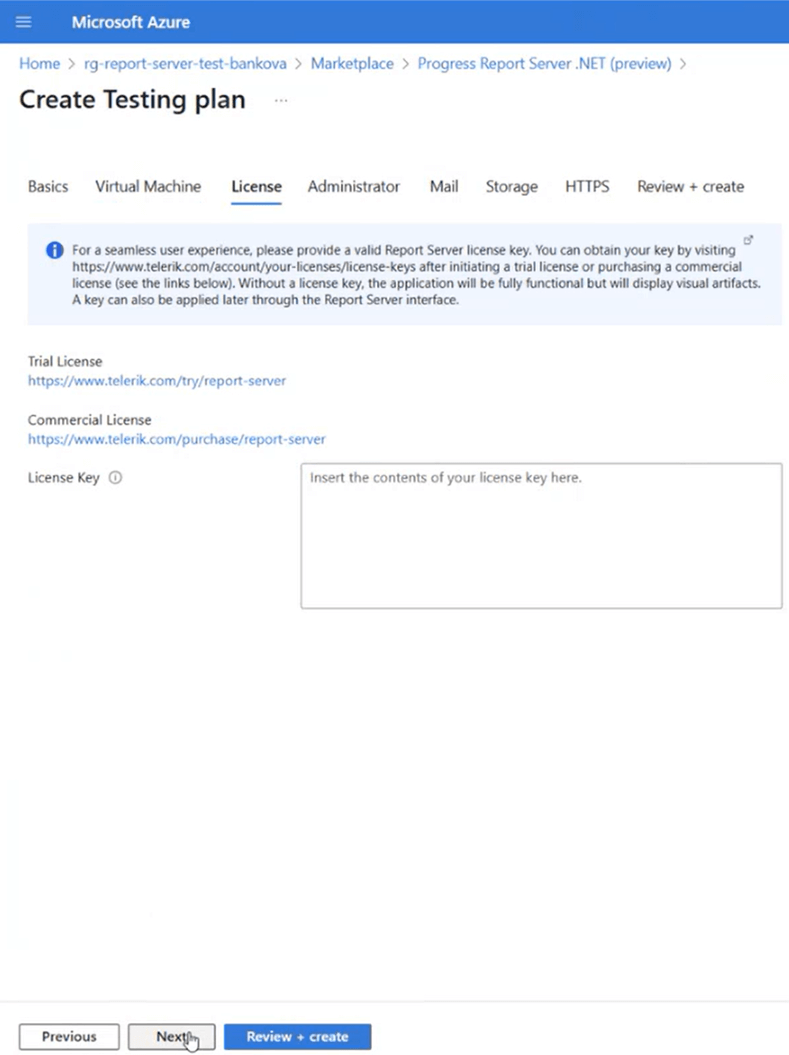 Microsoft Azure
Home > rg-report-server-test-bankova > Marketplace > Progress Report Server .NET (preview) >
Create Testing plan ...
Basics Virtual Machine License Administrator Mail Storage HTTPS Review + create
For a seamless user experience, please provide a valid Report Server license key. You can obtain your key by visiting
https://www.telerik.com/account/your-licenses/license-keys after initiating a trial license or purchasing a commercial
license (see the links below). Without a license key, the application will be fully functional but will display visual artifacts.
A key can also be applied later through the Report Server interface.
Trial License
https://www.telerik.com/try/report-server
Commercial License
https://www.telerik.com/purchase/report-server
License Key
Insert the contents of your license key here.
Previous Next Review + create